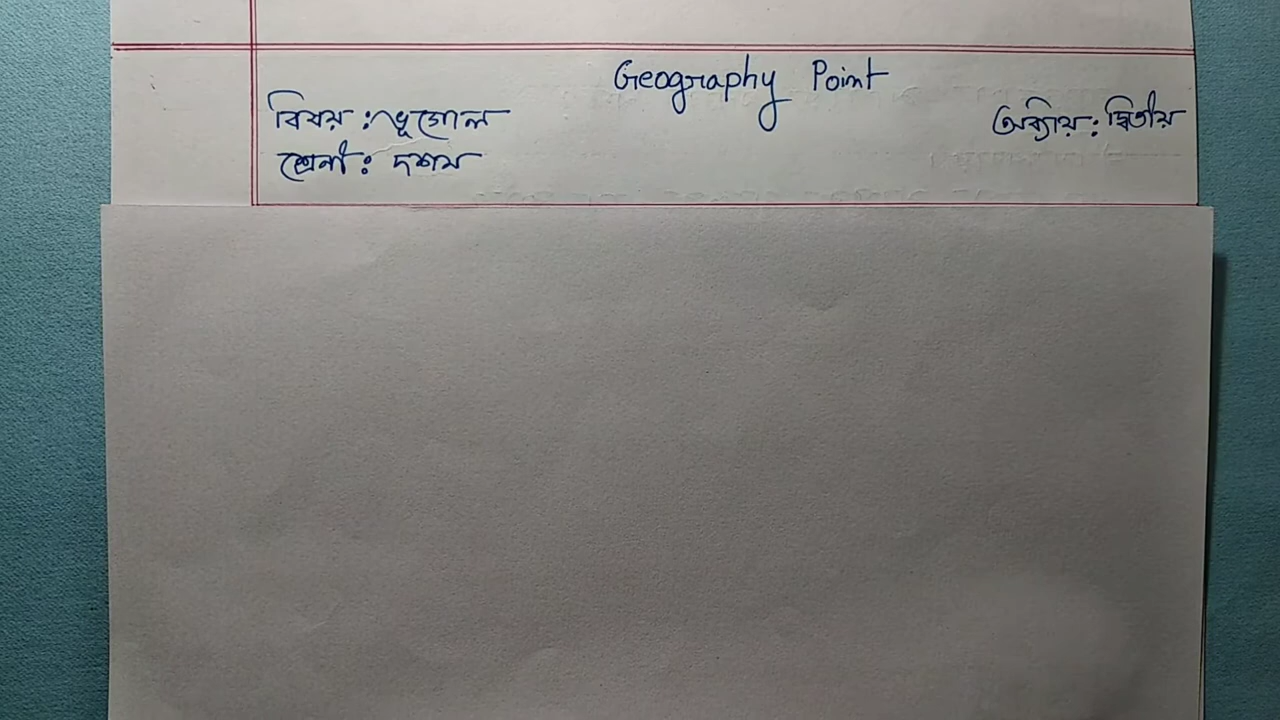 Geography Point
বিষয় : ভূগোল
অধ্যায় : দ্বিতীয়
শ্রেনী : দশম